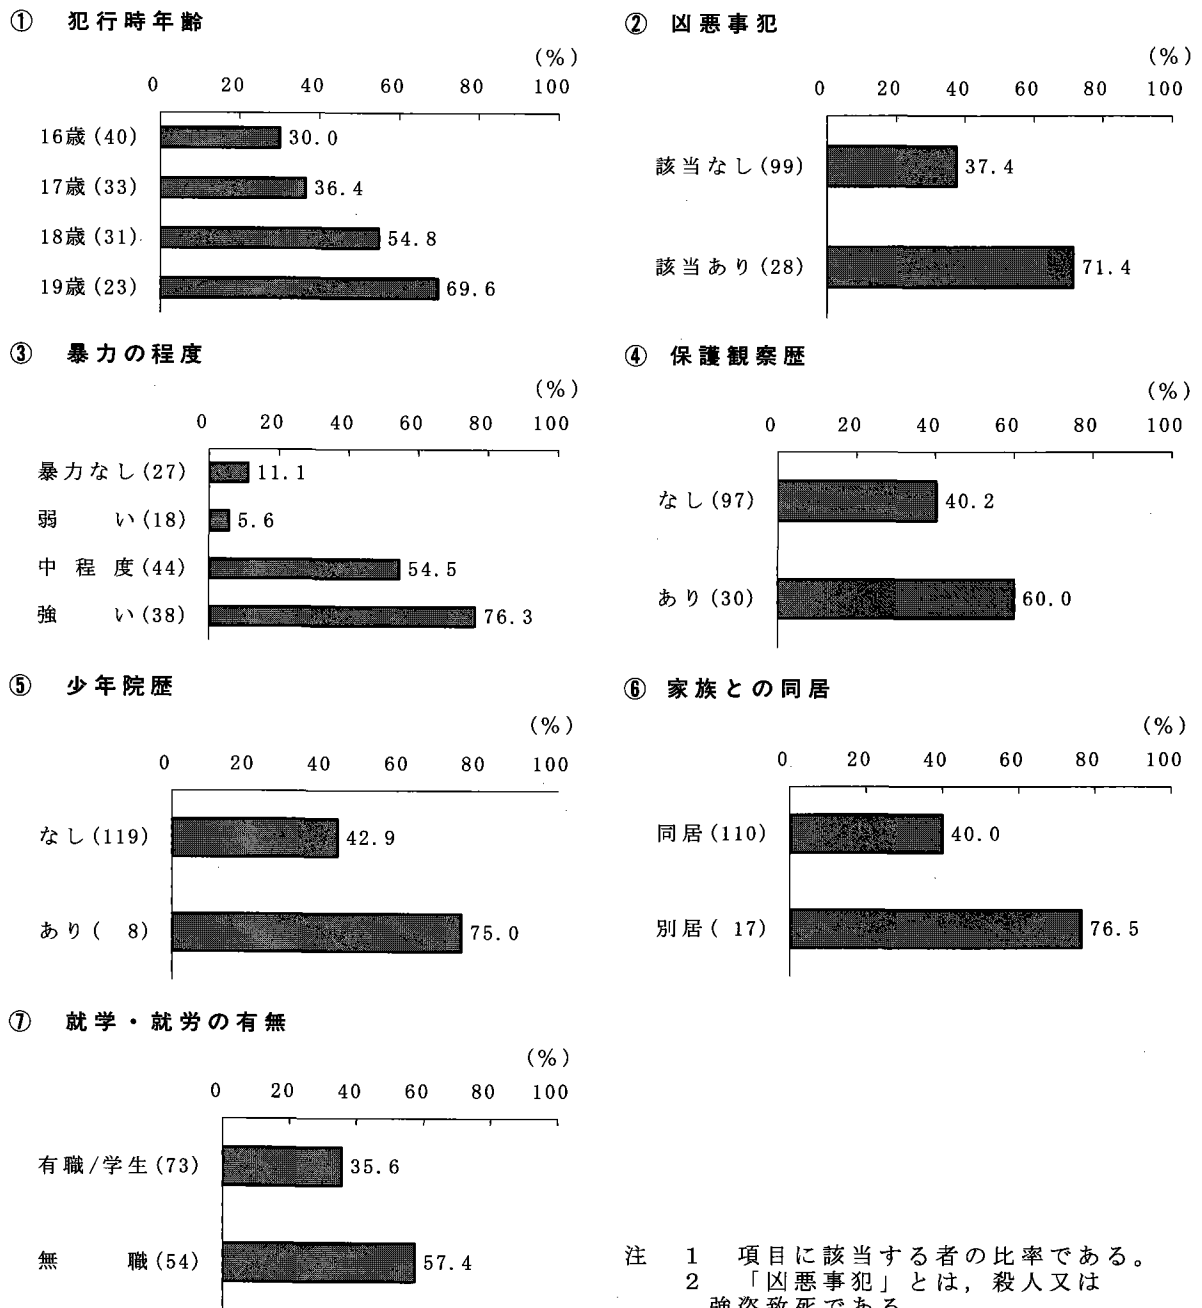 ① 犯行時年齢
(%)
0 20 40 60 80 100
16歳(40) 30.0
17歳(33) 36.4
18歳(31) 54.8
19歳(23) 69.6
② 凶悪事犯
(%)
0 20 40 60 80 100
該当なし(99) 37.4
該当あり(28) 71.4
③ 暴力の程度
(%)
0 20 40 60 80 100
暴力なし(27) 11.1
弱い(18) 5.6
中程度(44) 54.5
強い(38) 76.3
④ 保護観察歴
(%)
0 20 40 60 80 100
なし(97) 40.2
あり(30) 60.0
⑤ 少年院歴
(%)
0 20 40 60 80 100
なし(119) 42.9
あり( 8) 75.0
⑥ 家族との同居
(%)
0 20 40 60 80 100
同居(110) 40.0
別居( 17) 76.5
⑦ 就学・就労の有無
(%)
0 20 40 60 80 100
有職/学生(73) 35.6
無職(54) 57.4
注 1 項目に該当する者の比率である。
2 「凶悪事犯」とは,殺人又は
強盗致死である